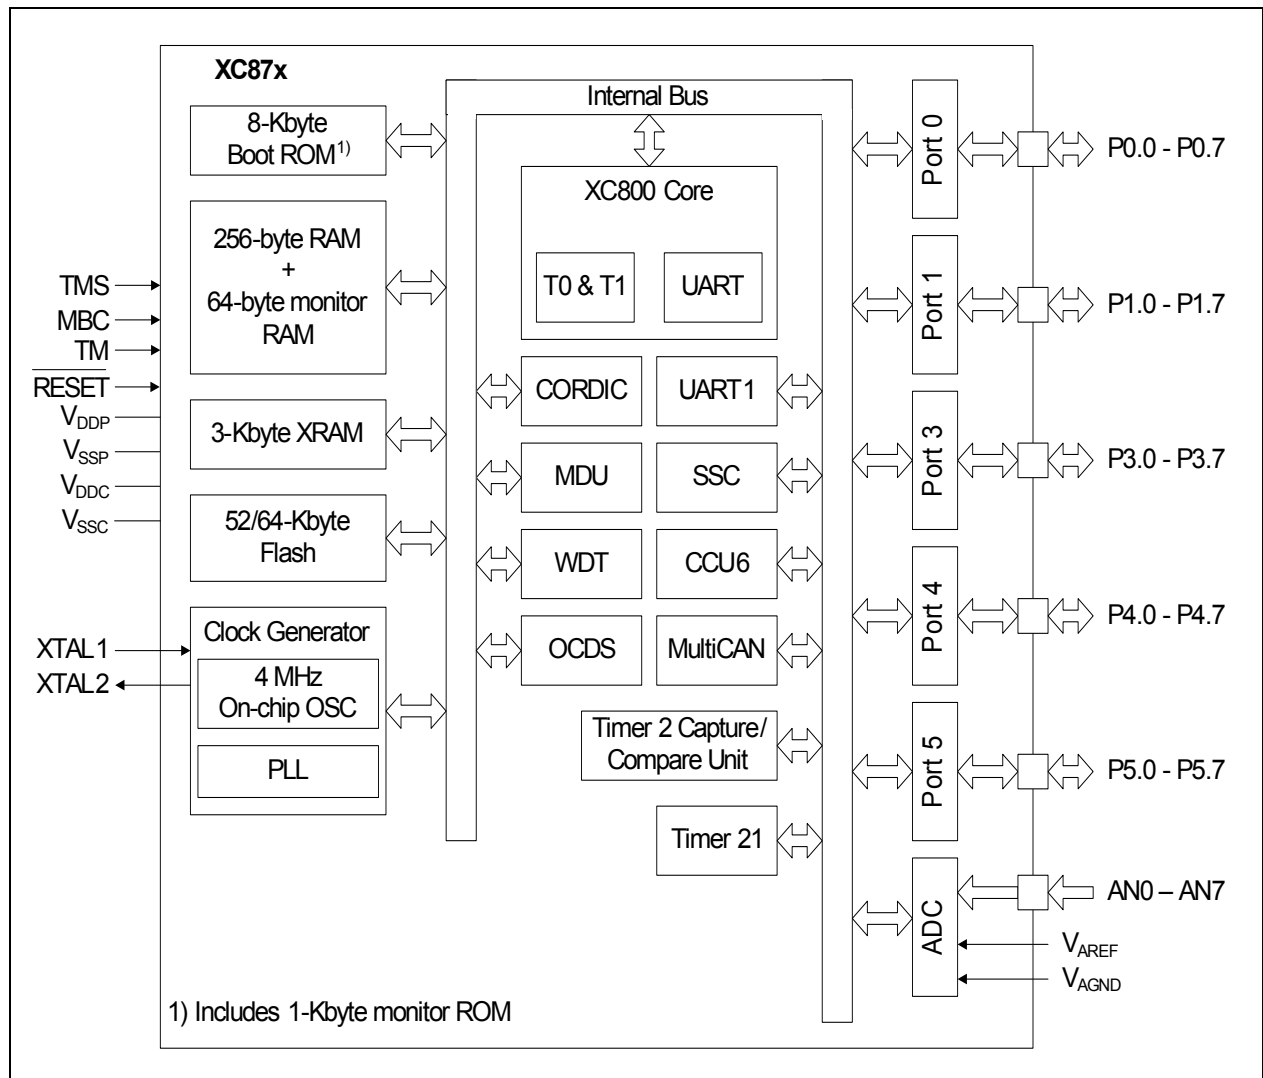 XC87x
Internal Bus
8-Kbyte
Boot ROM1)
256-byte RAM
+
64-byte monitor
RAM
3-Kbyte XRAM
52/64-Kbyte
Flash
Clock Generator
4 MHz
On-chip OSC
PLL
TMS
MBC
TM
RESET
VDDP
VSSP
VDDC
VSSC
XTAL1
XTAL2
XC800 Core
T0 & T1
UART
CORDIC
UART1
MDU
SSC
WDT
CCU6
OCDS
MultiCAN
Timer 2 Capture/
Compare Unit
Timer 21
Port 0
P0.0 - P0.7
Port 1
P1.0 - P1.7
Port 3
P3.0 - P3.7
Port 4
P4.0 - P4.7
Port 5
P5.0 - P5.7
ADC
AN0 – AN7
VAREF
VAGND
1) Includes 1-Kbyte monitor ROM